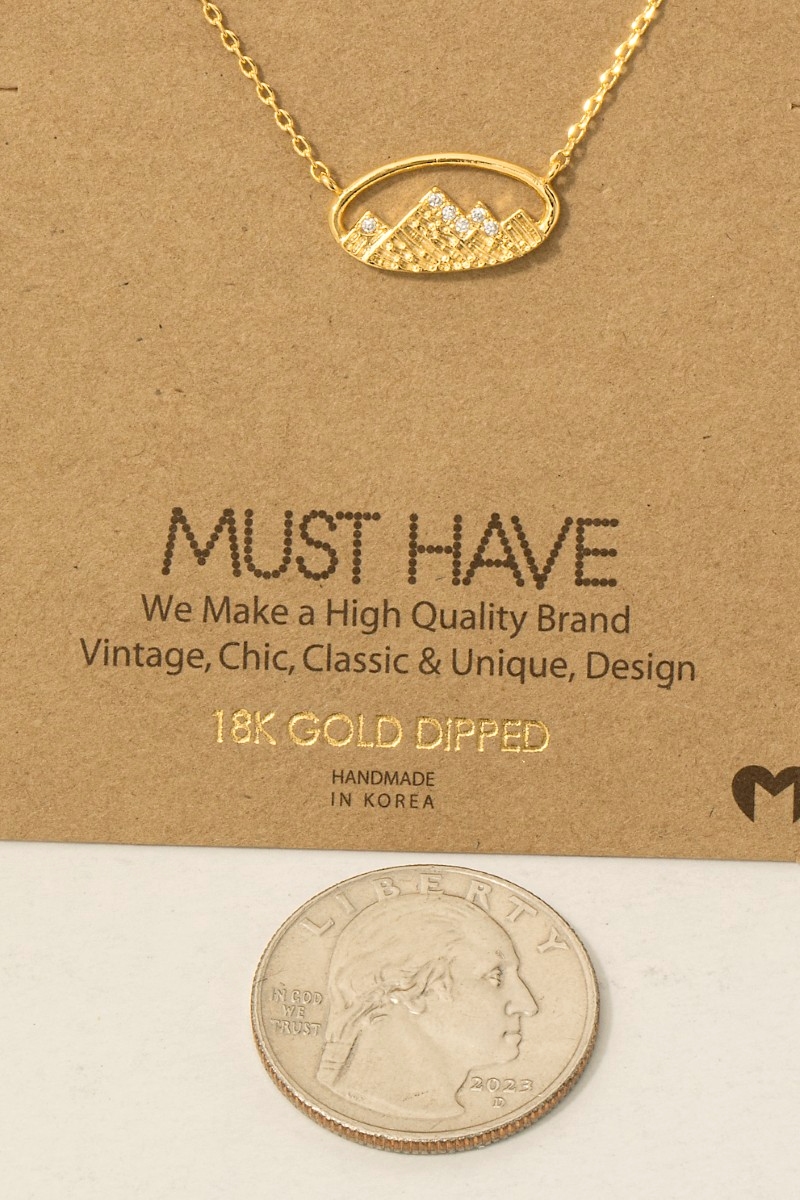 MUST HAVE
We Make a High Quality Brand
Vintage, Chic, Classic & Unique, Design
18K GOLD DIPPED
HANDMADE
IN KOREA
M
LIBERTY
IN GOD
WE
TRUST
2023
D